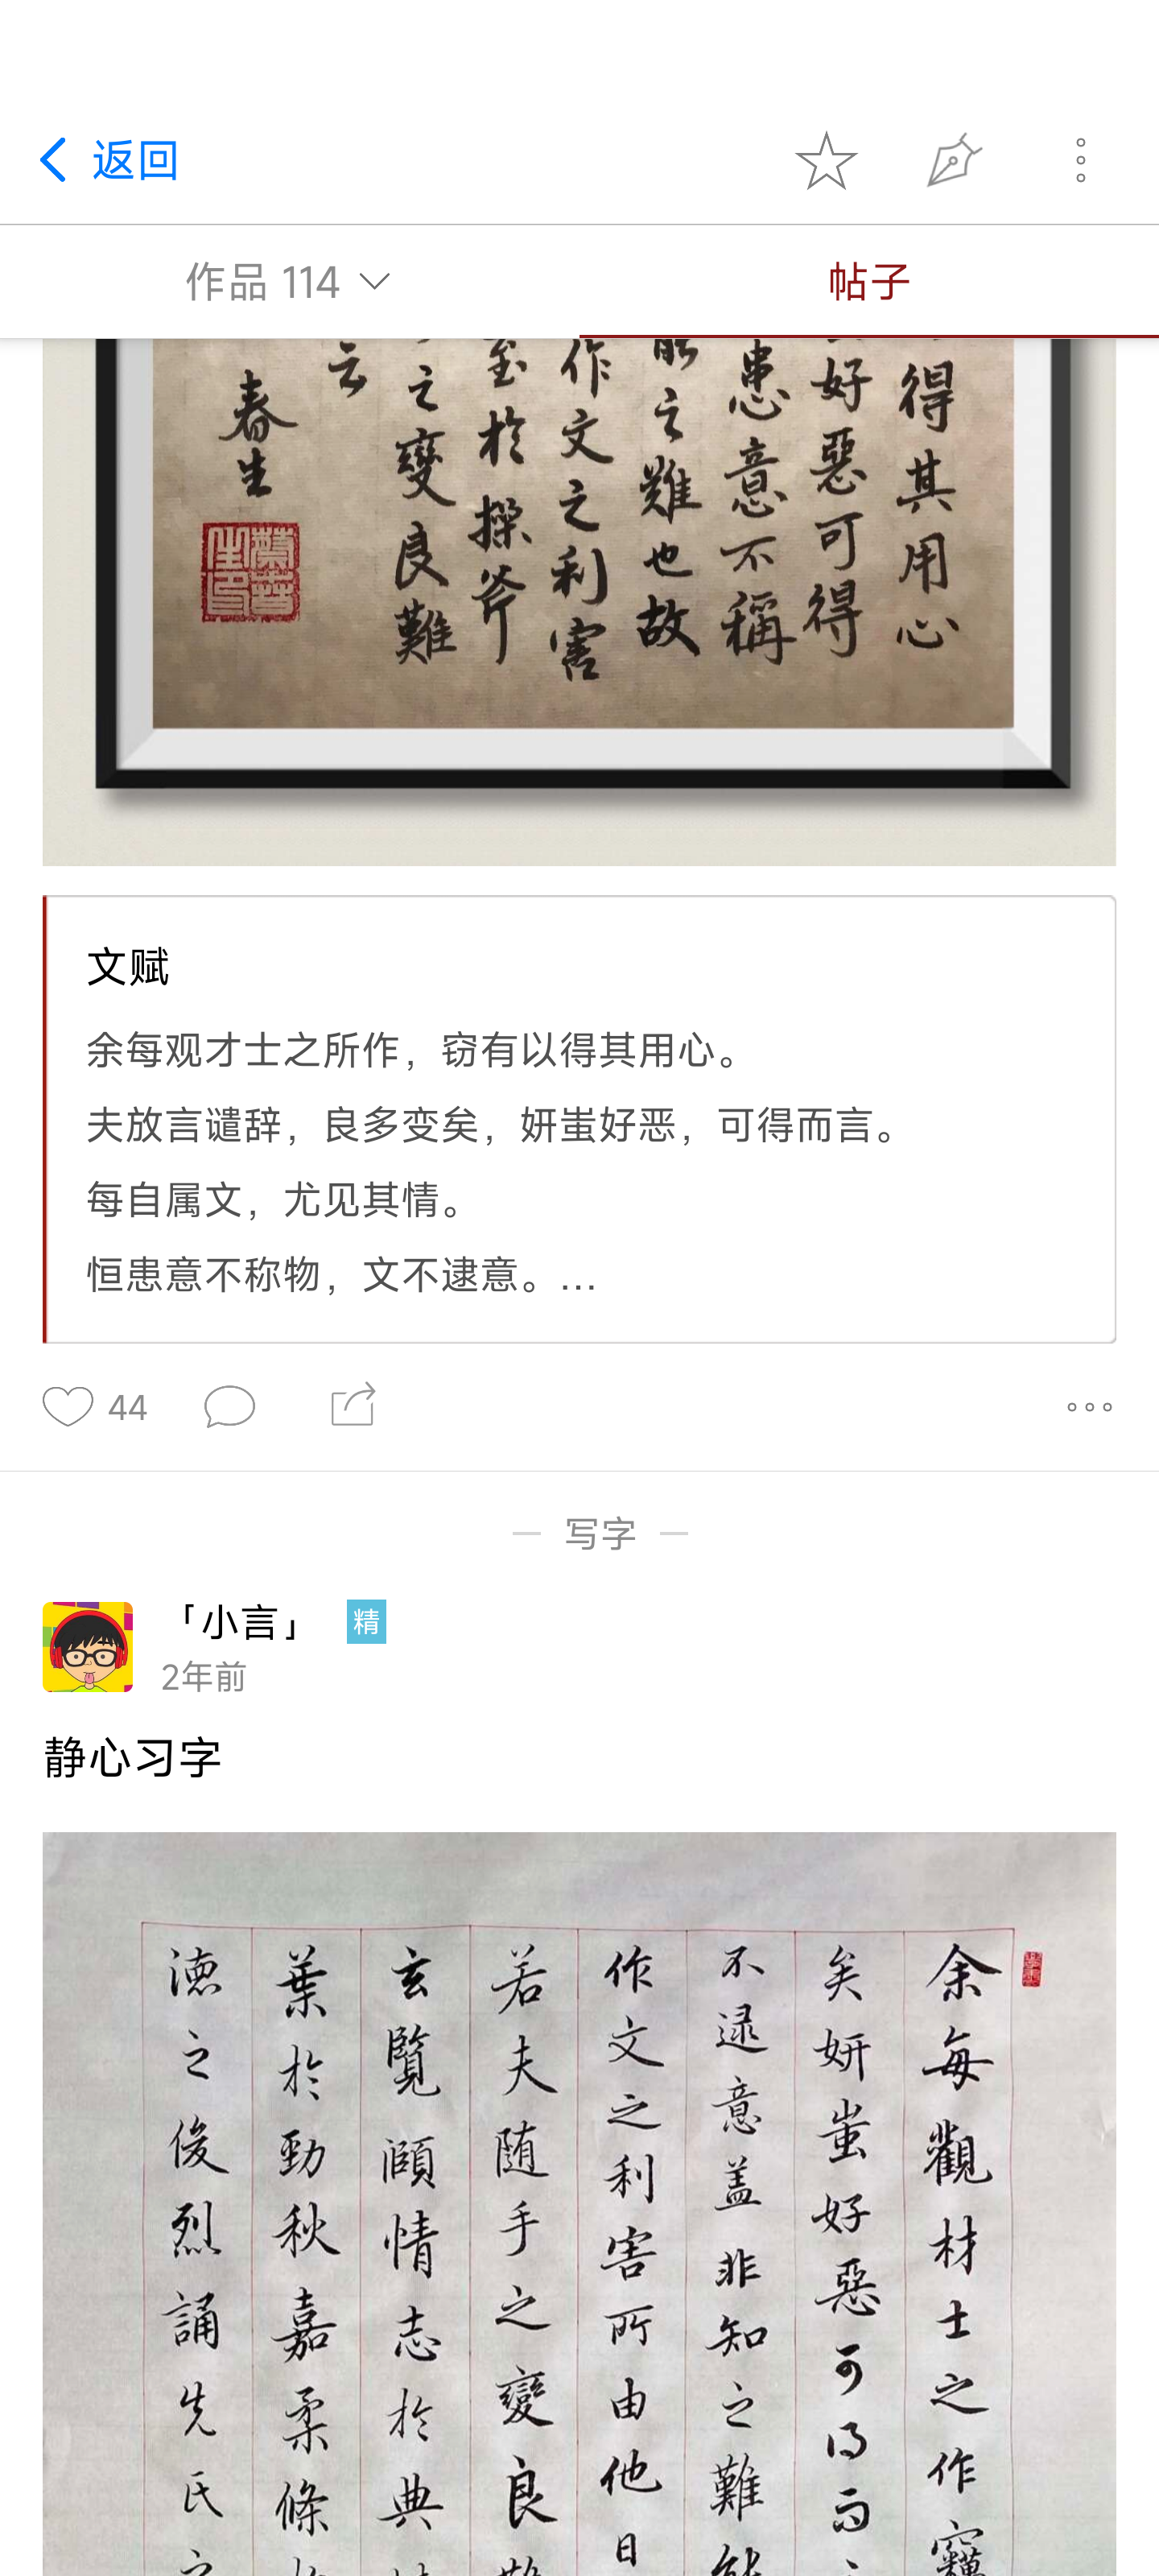 返回
作品 114
帖子
得其用心
好惡可得
患意不稱
之難也故
作文之利害
至於操斧
之變良難
云
春生
文赋
余每观才士之所作，窃有以得其用心。
夫放言谴辞，良多变矣，妍蚩好恶，可得而言。
每自属文，尤见其情。
恒患意不称物，文不逮意。...
44
写字
「小言」 精
2年前
静心习字
余每觀材士之作竊
矣妍蚩好惡可得而
不逮意盖非知之難能
作文之利害所由他日
若夫随手之變良難
玄覽頤情志於典
葉於勁秋嘉柔條
德之俊烈誦先氏